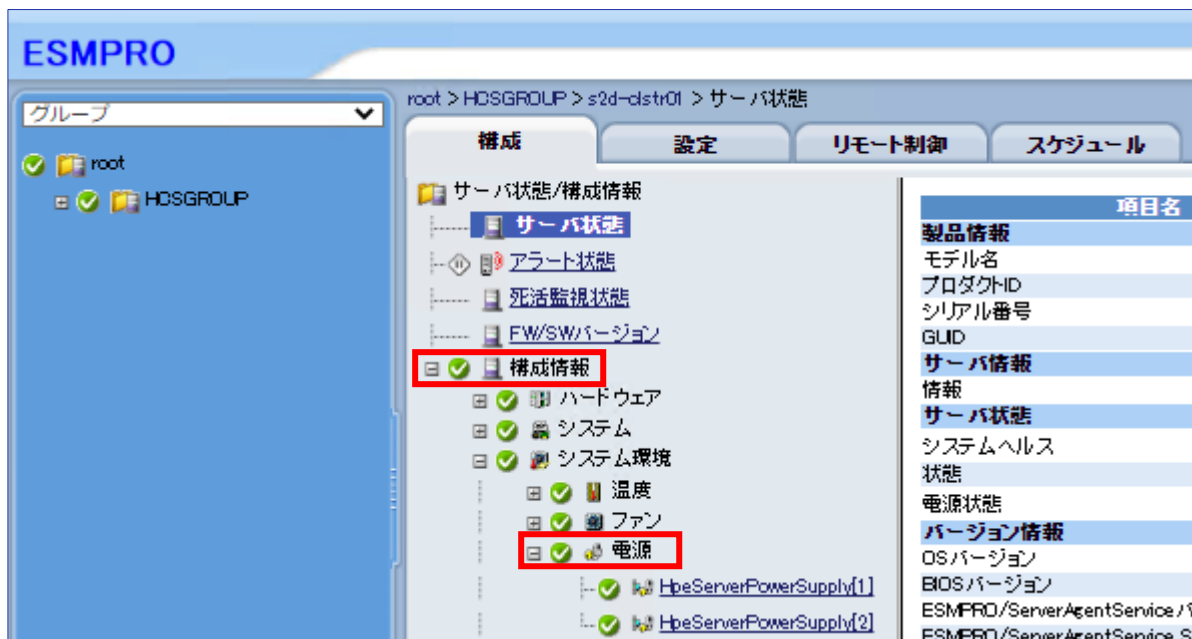 ESMPRO
グループ
root
HCSGROUP
root > HCSGROUP > s2d-clstr01 > サーバ状態
構成
設定
リモート制御
スケジュール
サーバ状態/構成情報
サーバ状態
アラート状態
死活監視状態
FW/SWバージョン
構成情報
ハードウェア
システム
システム環境
温度
ファン
電源
HpeServerPowerSupply[1]
HpeServerPowerSupply[2]
項目名
製品情報
モデル名
プロダクトID
シリアル番号
GUID
サーバ情報
情報
サーバ状態
システムヘルス
状態
電源状態
バージョン情報
OSバージョン
BIOSバージョン
ESMPRO/ServerAgentService
ESMPRO/ServerAgentService